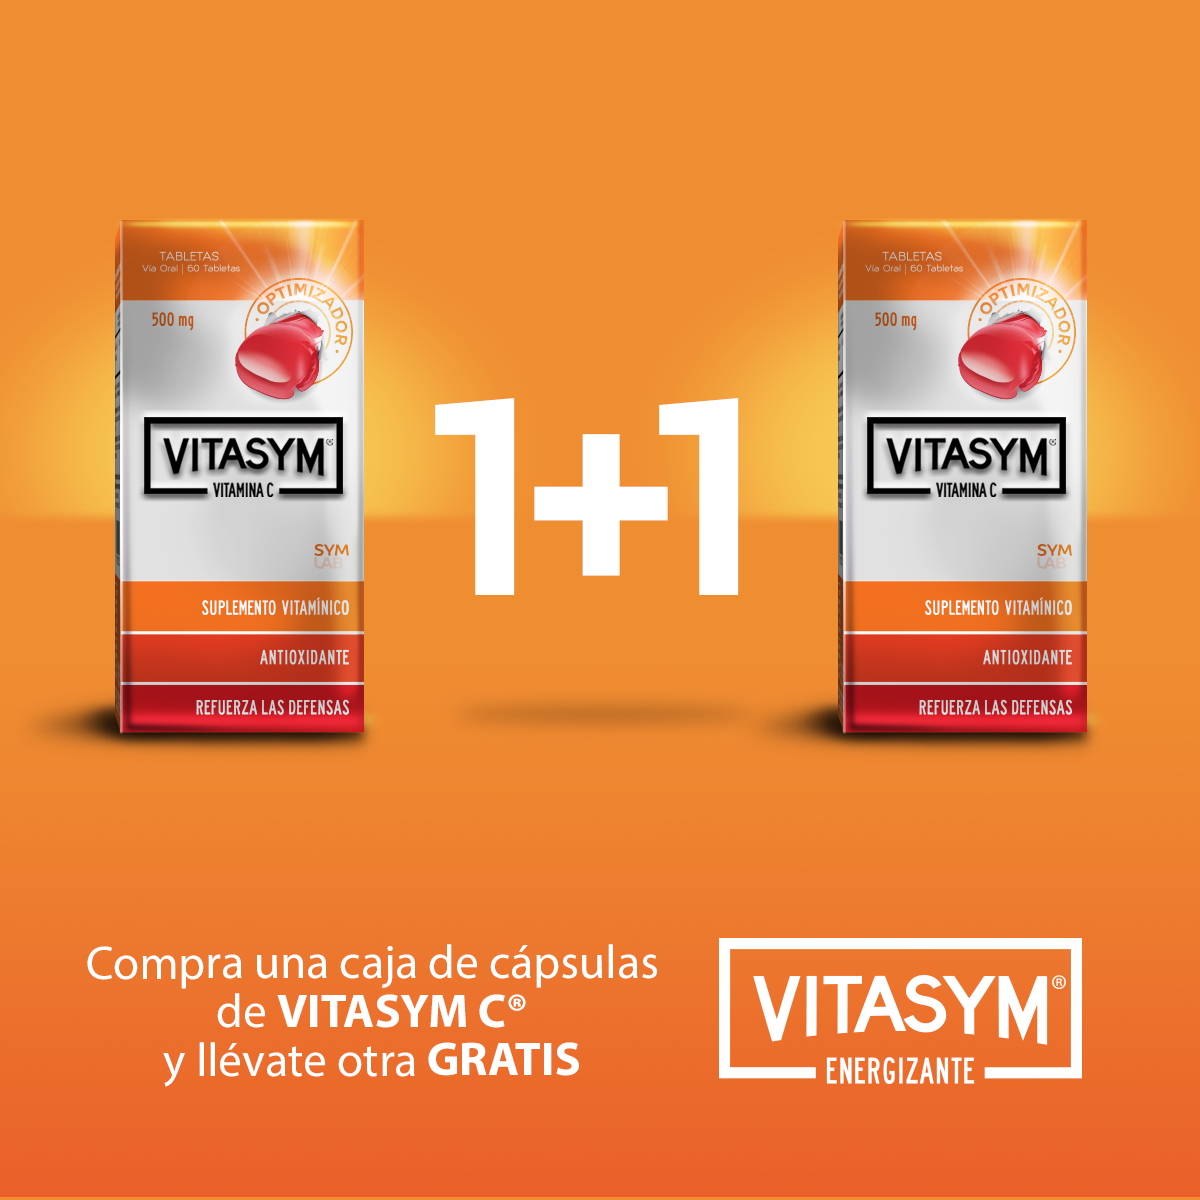 TABLETAS
Vía Oral | 60 Tabletas
· OPTIMIZADOR ·
500 mg
VITASYM®
VITAMINA C
SYM
LAB
SUPLEMENTO VITAMÍNICO
ANTIOXIDANTE
REFUERZA LAS DEFENSAS
1+1
TABLETAS
Vía Oral | 60 Tabletas
· OPTIMIZADOR ·
500 mg
VITASYM®
VITAMINA C
SYM
LAB
SUPLEMENTO VITAMÍNICO
ANTIOXIDANTE
REFUERZA LAS DEFENSAS
Compra una caja de cápsulas
de VITASYM C®
y llévate otra GRATIS
VITASYM®
ENERGIZANTE